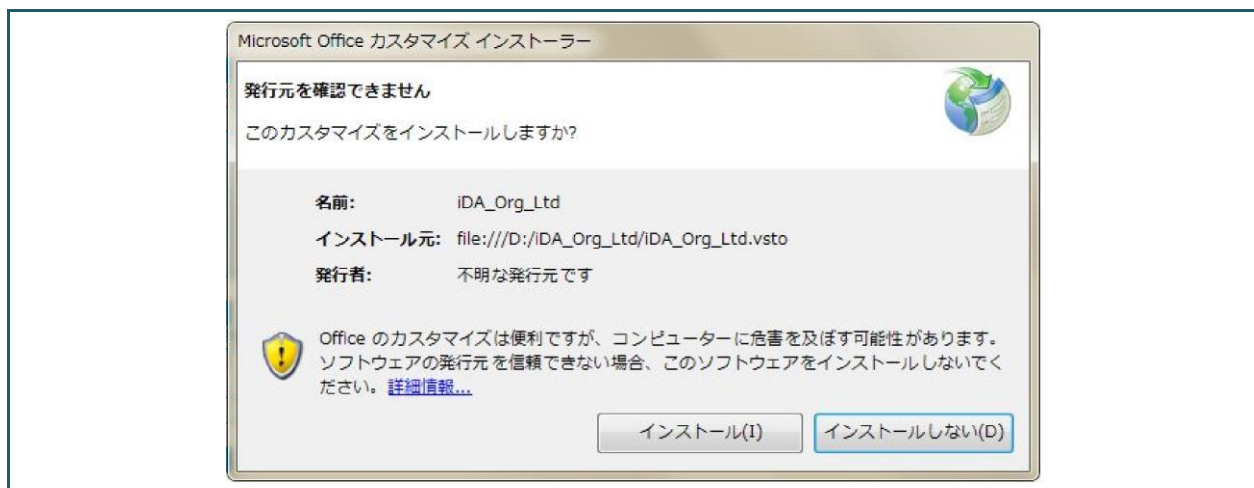 Microsoft Office カスタマイズ インストーラー
発行元を確認できません
このカスタマイズをインストールしますか?
名前: iDA_Org_Ltd
インストール元: file:///D:/iDA_Org_Ltd/iDA_Org_Ltd.vsto
発行者: 不明な発行元です
Office のカスタマイズは便利ですが、コンピューターに危害を及ぼす可能性があります。
ソフトウェアの発行元を信頼できない場合、このソフトウェアをインストールしないでく
ださい。詳細情報...
インストール(I) インストールしない(D)